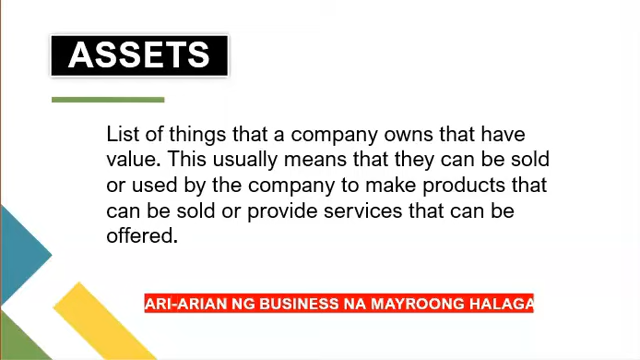 ASSETS
List of things that a company owns that have
value. This usually means that they can be sold
or used by the company to make products that
can be sold or provide services that can be
offered.
ARI-ARIAN NG BUSINESS NA MAYROONG HALAGA